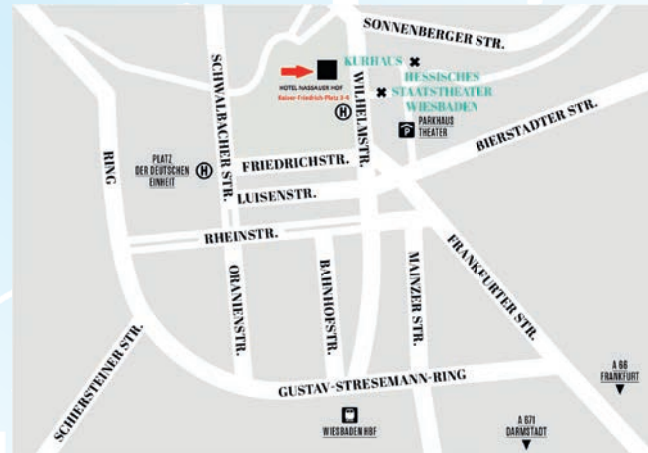 SONNENBERGER STR.
KURHAUS
HESSISCHES
STAATSTHEATER
WIESBADEN
HOTEL NASSAUER HOF
Kaiser-Friedrich-Platz 3-4
H
WILHELMSTR.
SCHWALBACHER STR.
P
PARKHAUS
THEATER
BIERSTADTER STR.
RING
PLATZ
DER DEUTSCHEN
EINHEIT
H
FRIEDRICHSTR.
LUISENSTR.
RHEINSTR.
ORANIENSTR.
BAHNHOFSTR.
MAINZER STR.
FRANKFURTER STR.
SCHIERSTEINER STR.
GUSTAV-STRESEMANN-RING
WIESBADEN HBF
A 66
FRANKFURT
A 671
DARMSTADT